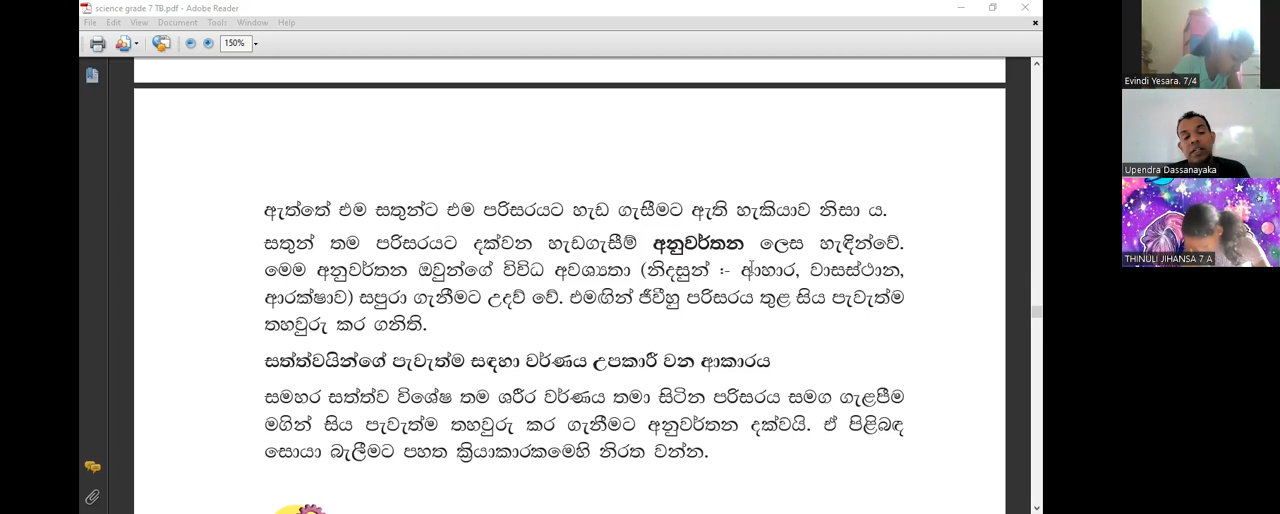 science grade 7 TB.pdf - Adobe Reader
File Edit View Document Tools Window Help
150%
ඇත්තේ එම සතුන්ට එම පරිසරයට හැඩ ගැසීමට ඇති හැකියාව නිසා ය.
සතුන් තම පරිසරයට දක්වන හැඩගැසීම් අනුවර්තන ලෙස හැඳින්වේ.
මෙම අනුවර්තන ඔවුන්ගේ විවිධ අවශ්‍යතා (නිදසුන් :- ආහාර, වාසස්ථාන,
ආරක්ෂාව) සපුරා ගැනීමට උදව් වේ. එමඟින් ජීවීහු පරිසරය තුළ සිය පැවැත්ම
තහවුරු කර ගනිති.
සත්ත්වයින්ගේ පැවැත්ම සඳහා වර්ණය උපකාරී වන ආකාරය
සමහර සත්ත්ව විශේෂ තම ශරීර වර්ණය තමා සිටින පරිසරය සමග ගැළපීම
මගින් සිය පැවැත්ම තහවුරු කර ගැනීමට අනුවර්තන දක්වයි. ඒ පිළිබඳ
සොයා බැලීමට පහත ක්‍රියාකාරකමෙහි නිරත වන්න.
Evindi Yesara. 7/4
Upendra Dassanayaka
THINULI JIHANSA 7 A